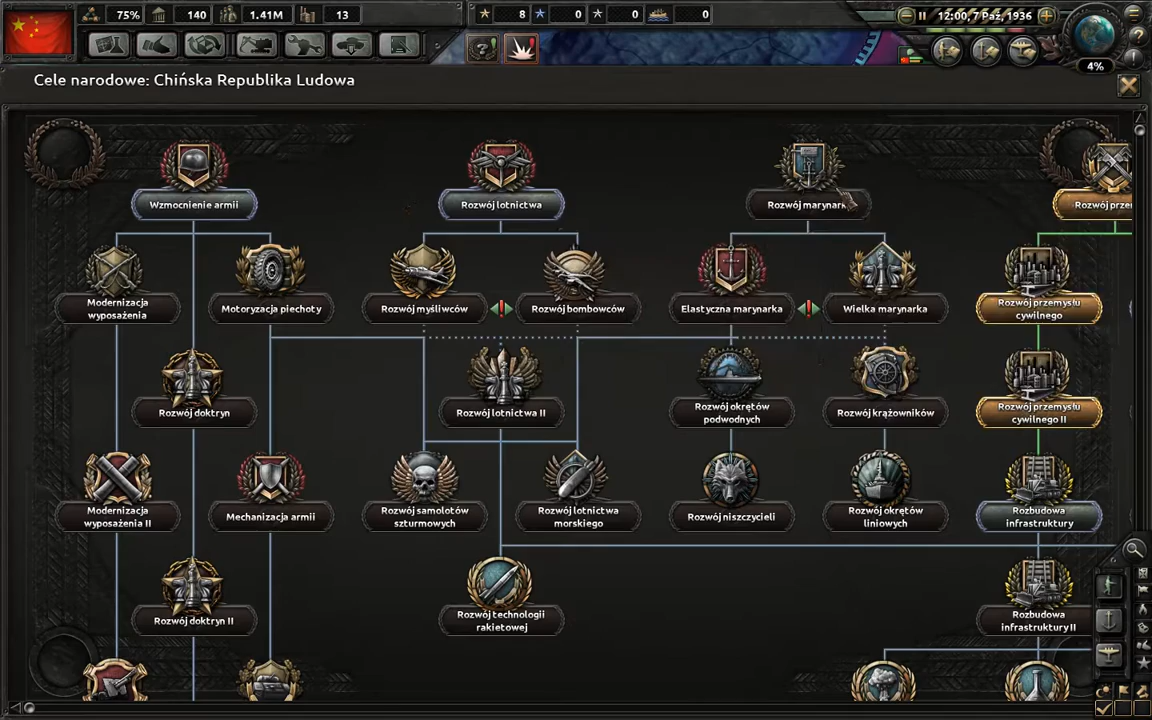 75%
140
1.41M
13
8
0
0
0
12:00, 7 Paź, 1936
4%
Cele narodowe: Chińska Republika Ludowa
Wzmocnienie armii
Rozwój lotnictwa
Rozwój marynark
Rozwój prze
Modernizacja
wyposażenia
Motoryzacja piechoty
Rozwój myśliwców
Rozwój bombowców
Elastyczna marynarka
Wielka marynarka
Rozwój przemysłu
cywilnego
Rozwój doktryn
Rozwój lotnictwa II
Rozwój okrętów
podwodnych
Rozwój krążowników
Rozwój przemysłu
cywilnego II
Modernizacja
wyposażenia II
Mechanizacja armii
Rozwój samolotów
szturmowych
Rozwój lotnictwa
morskiego
Rozwój niszczycieli
Rozwój okrętów
liniowych
Rozbudowa
infrastruktury
Rozwój doktryn II
Rozwój technologii
rakietowej
Rozbudowa
infrastruktury II